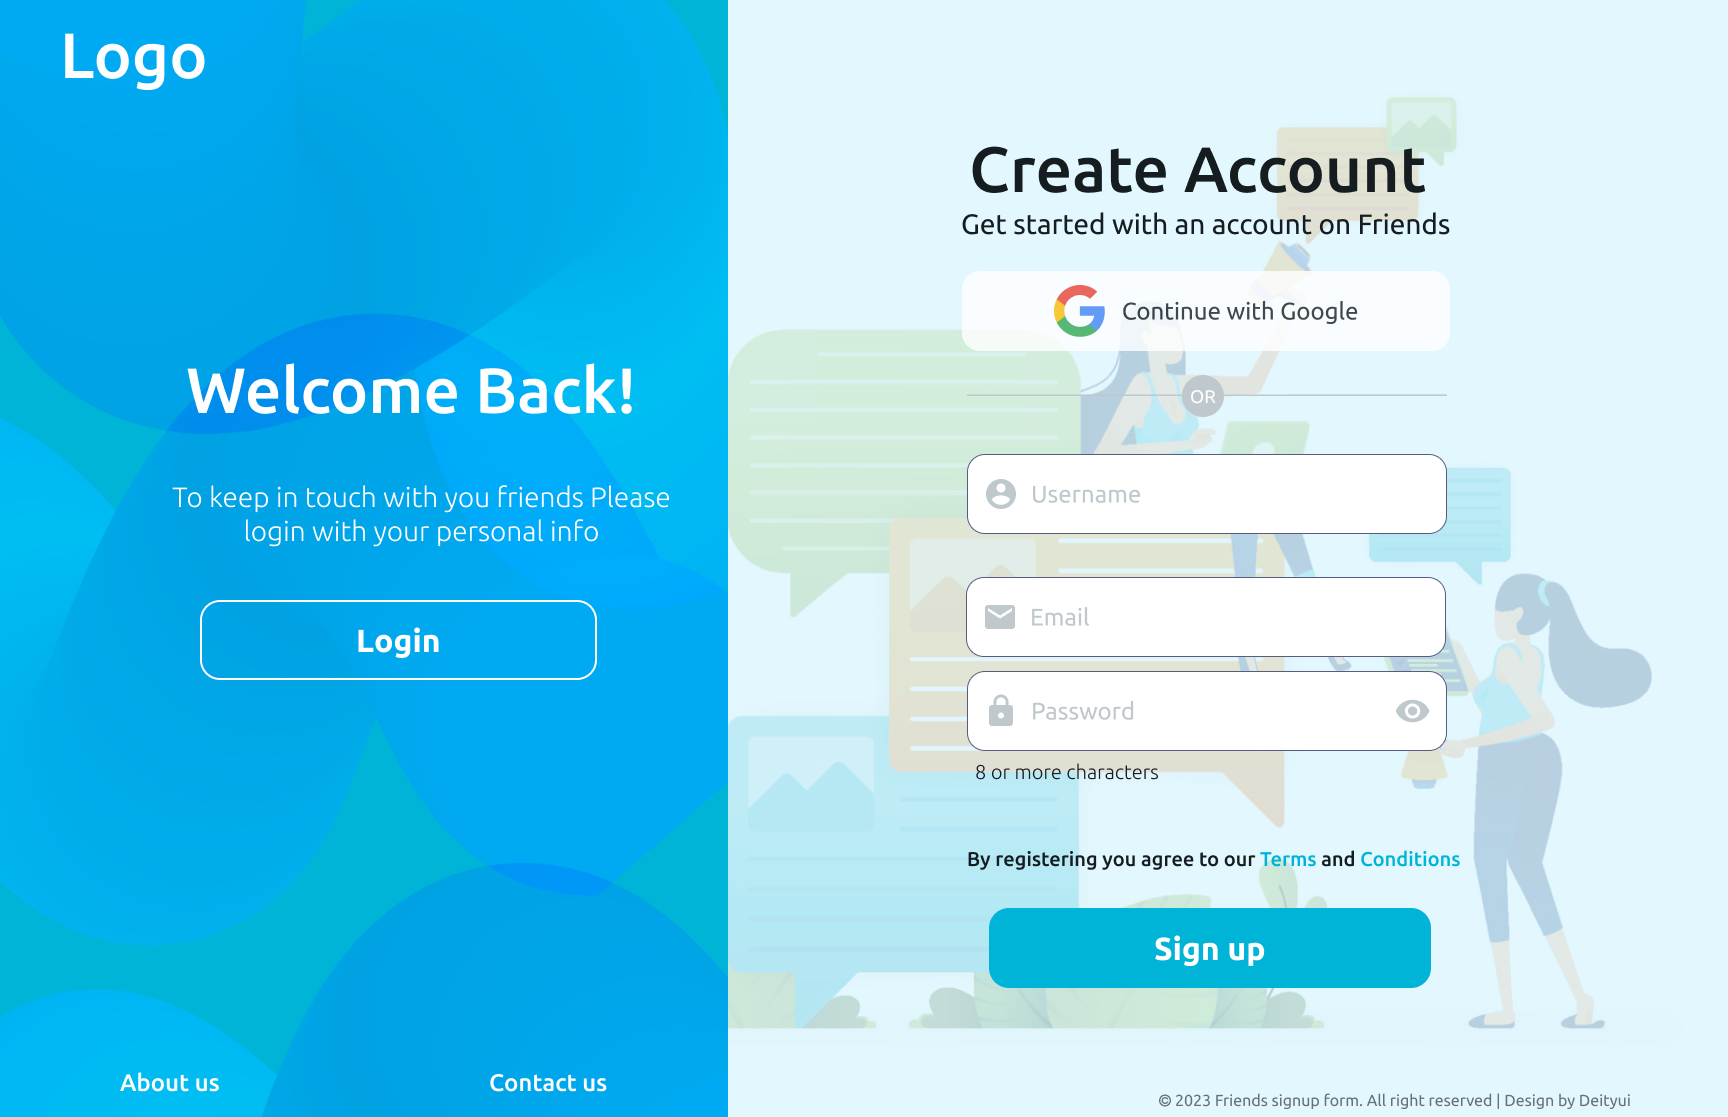 Logo
Welcome Back!
To keep in touch with you friends Please
login with your personal info
Login
About us
Contact us
Create Account
Get started with an account on Friends
Continue with Google
OR
Username
Email
Password
8 or more characters
By registering you agree to our Terms and Conditions
Sign up
© 2023 Friends signup form. All right reserved | Design by Deityui